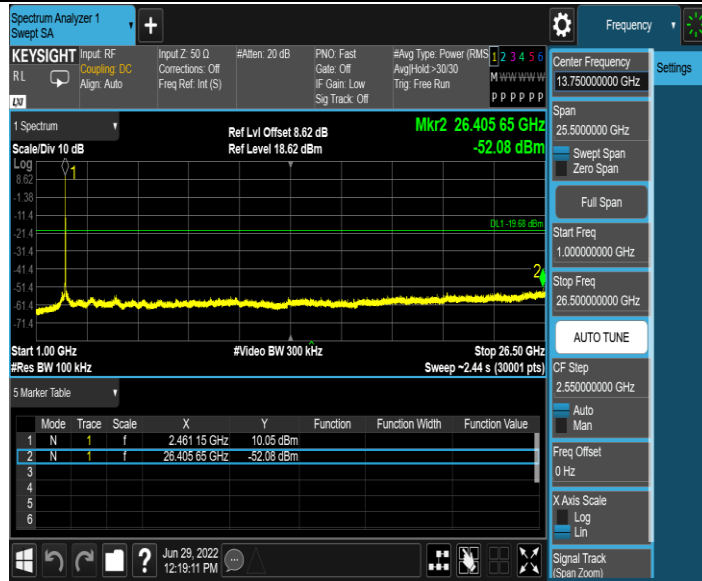 Spectrum Analyzer 1
Swept SA
+
Frequency
KEYSIGHT
RL
LXI
Input: RF
Coupling: DC
Align: Auto
Input Z: 50 Ω
Corrections: Off
Freq Ref: Int (S)
#Atten: 20 dB
PNO: Fast
Gate: Off
IF Gain: Low
Sig Track: Off
#Avg Type: Power (RMS
Avg|Hold:>30/30
Trig: Free Run
1 2 3 4 5 6
M W W W W W
P P P P P P
1 Spectrum
Scale/Div 10 dB
Ref Lvl Offset 8.62 dB
Ref Level 18.62 dBm
Mkr2 26.405 65 GHz
-52.08 dBm
Log
8.62
-1.38
-11.4
-21.4
-31.4
-41.4
-51.4
-61.4
-71.4
1
DL1 -19.68 dBm
2
Start 1.00 GHz
#Video BW 300 kHz
Stop 26.50 GHz
#Res BW 100 kHz
Sweep ~2.44 s (30001 pts)
5 Marker Table
Mode Trace Scale X Y Function Function Width Function Value
1 N 1 f 2.461 15 GHz 10.05 dBm
2 N 1 f 26.405 65 GHz -52.08 dBm
3
4
5
6
?
Jun 29, 2022
12:19:11 PM
Center Frequency
13.750000000 GHz
Settings
Span
25.5000000 GHz
Swept Span
Zero Span
Full Span
Start Freq
1.000000000 GHz
Stop Freq
26.500000000 GHz
AUTO TUNE
CF Step
2.550000000 GHz
Auto
Man
Freq Offset
0 Hz
X Axis Scale
Log
Lin
Signal Track
(Span Zoom)